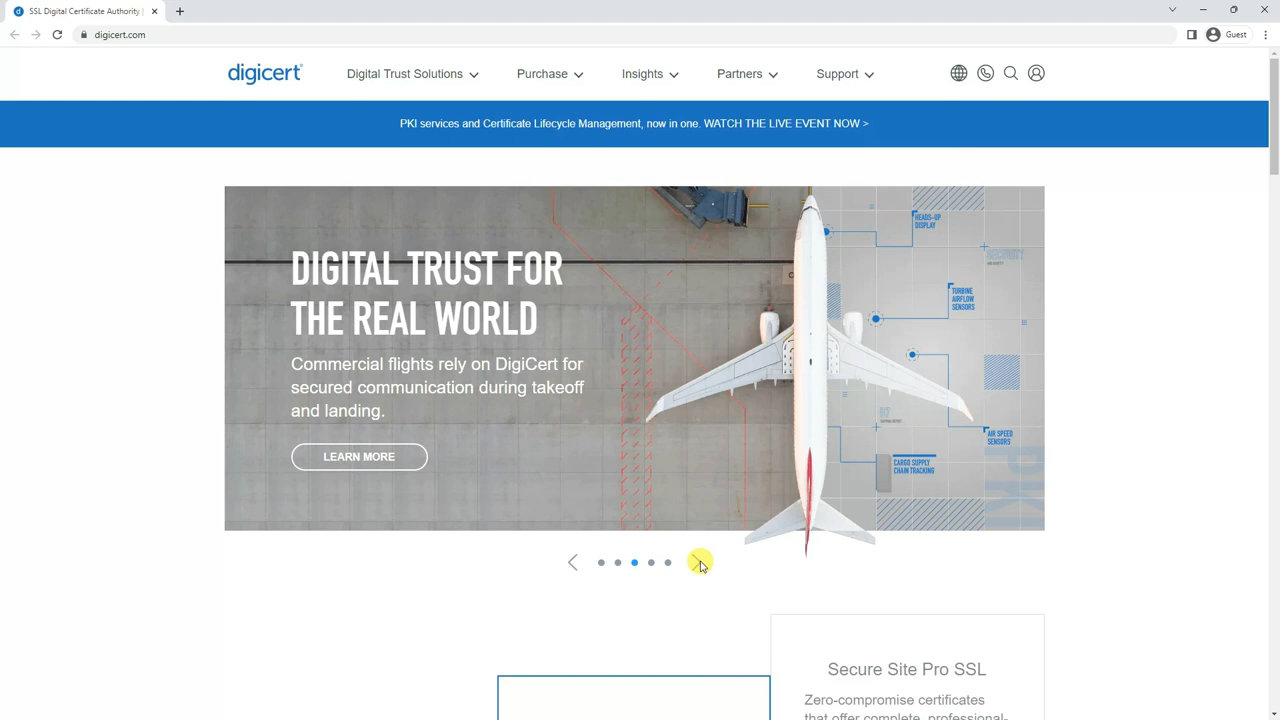 SSL Digital Certificate Authority |
digicert.com
Guest
digicert
Digital Trust Solutions
Purchase
Insights
Partners
Support
PKI services and Certificate Lifecycle Management, now in one. WATCH THE LIVE EVENT NOW >
DIGITAL TRUST FOR
THE REAL WORLD
Commercial flights rely on DigiCert for
secured communication during takeoff
and landing.
LEARN MORE
HEADS-UP
DISPLAY
SECURITY
TURBINE
AIRFLOW
SENSORS
AIR SPEED
SENSORS
CARGO SUPPLY
CHAIN TRACKING
PKI
Secure Site Pro SSL
Zero-compromise certificates
that offer complete, professional-